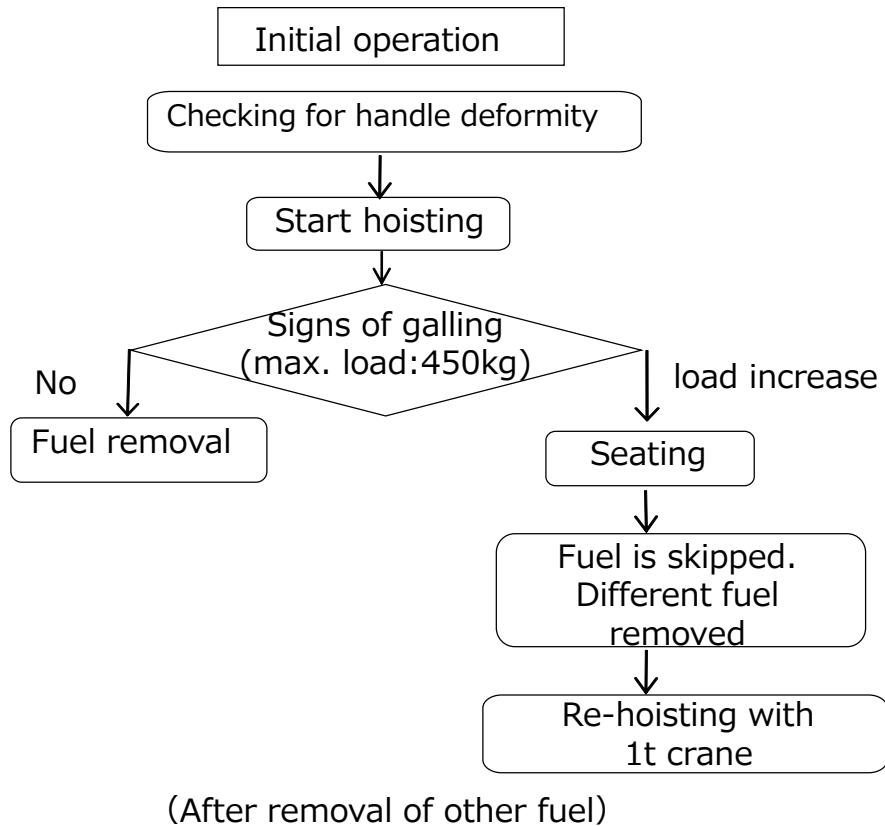 Initial operation
Checking for handle deformity
Start hoisting
Signs of galling
(max. load:450kg)
No
load increase
Fuel removal
Seating
Fuel is skipped.
Different fuel
removed
Re-hoisting with
1t crane
(After removal of other fuel)